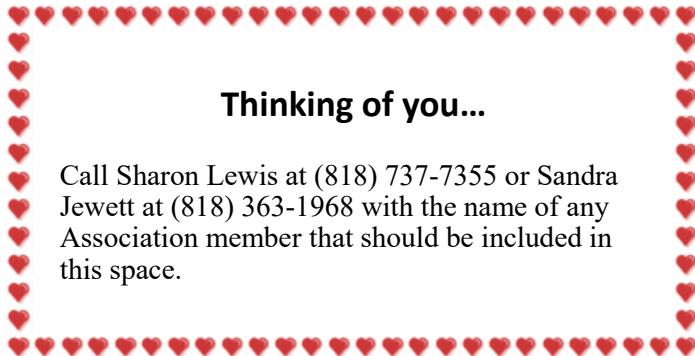 Thinking of you…
Call Sharon Lewis at (818) 737-7355 or Sandra
Jewett at (818) 363-1968 with the name of any
Association member that should be included in
this space.